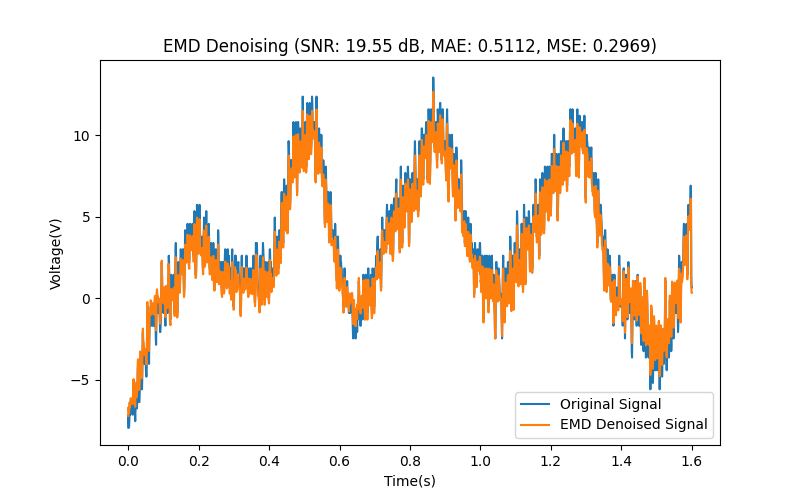 EMD Denoising (SNR: 19.55 dB, MAE: 0.5112, MSE: 0.2969)
Voltage(V)
10
5
0
−5
0.0 0.2 0.4 0.6 0.8 1.0 1.2 1.4 1.6
Time(s)
Original Signal
EMD Denoised Signal